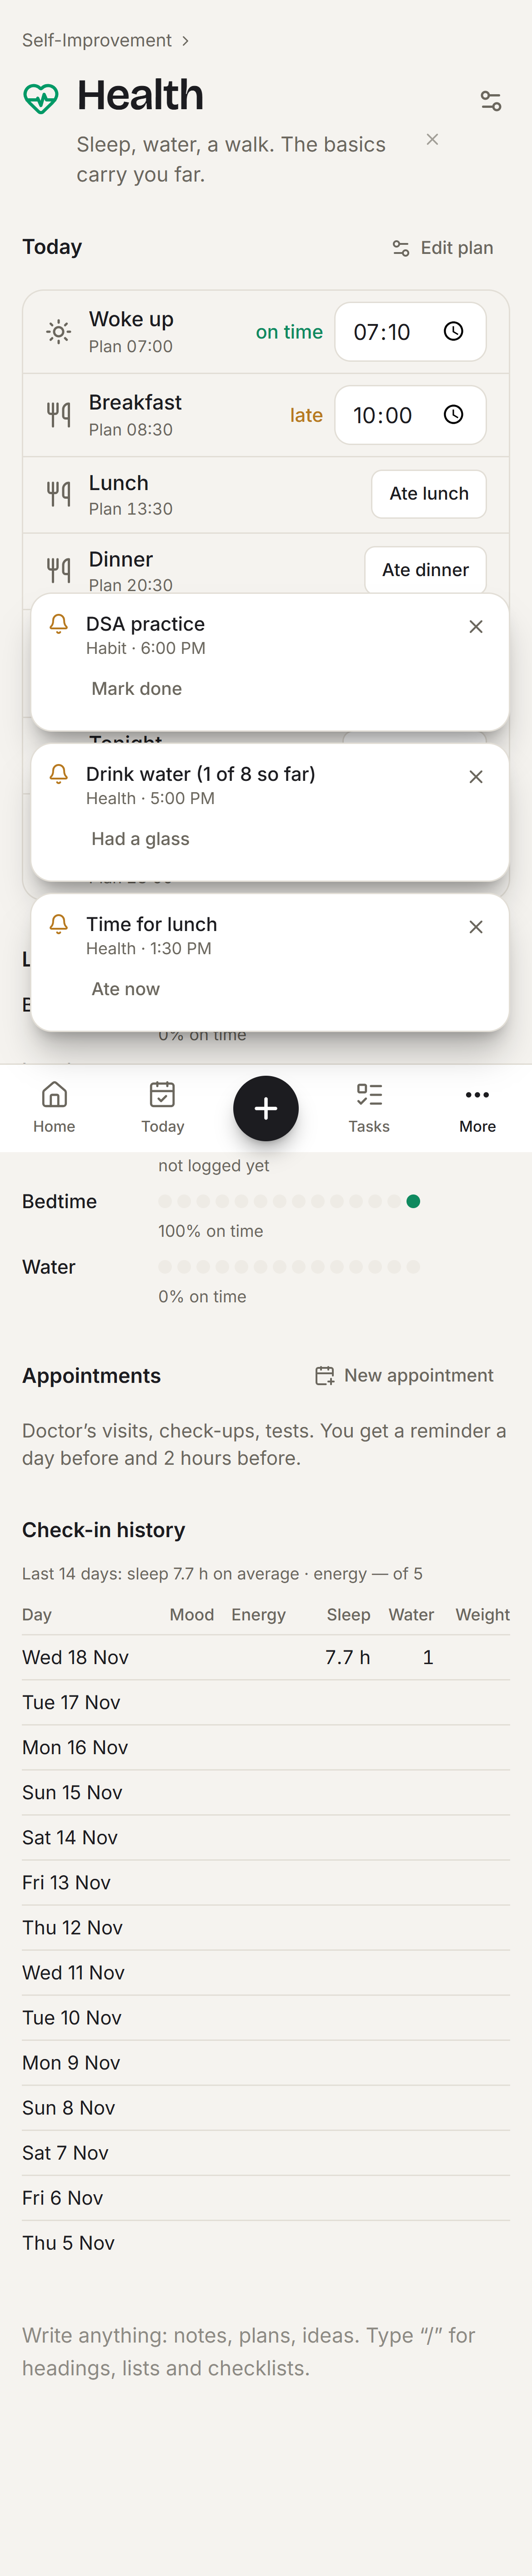 Self-Improvement
Health
Sleep, water, a walk. The basics
carry you far.
Today
Edit plan
Woke up
Plan 07:00
on time
07:10
Breakfast
Plan 08:30
late
10:00
Lunch
Plan 13:30
Ate lunch
Dinner
Plan 20:30
Ate dinner
DSA practice
Habit · 6:00 PM
Mark done
Tonight
Drink water (1 of 8 so far)
Health · 5:00 PM
Had a glass
Time for lunch
Health · 1:30 PM
Ate now
0% on time
Home
Today
Tasks
More
not logged yet
Bedtime
100% on time
Water
0% on time
Appointments
New appointment
Doctor’s visits, check-ups, tests. You get a reminder a
day before and 2 hours before.
Check-in history
Last 14 days: sleep 7.7 h on average · energy — of 5
Day Mood Energy Sleep Water Weight
Wed 18 Nov 7.7 h 1
Tue 17 Nov
Mon 16 Nov
Sun 15 Nov
Sat 14 Nov
Fri 13 Nov
Thu 12 Nov
Wed 11 Nov
Tue 10 Nov
Mon 9 Nov
Sun 8 Nov
Sat 7 Nov
Fri 6 Nov
Thu 5 Nov
Write anything: notes, plans, ideas. Type “/” for
headings, lists and checklists.